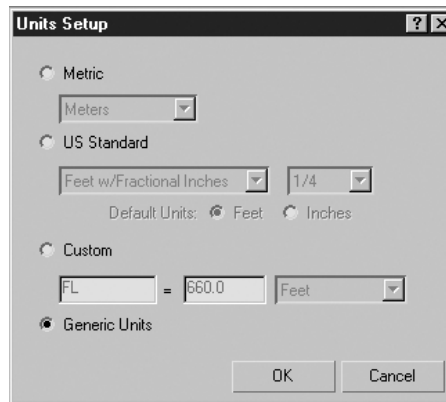 Units Setup
Metric
Meters
US Standard
Feet w/Fractional Inches 1/4
Default Units: Feet Inches
Custom
FL = 660.0 Feet
Generic Units
OK Cancel